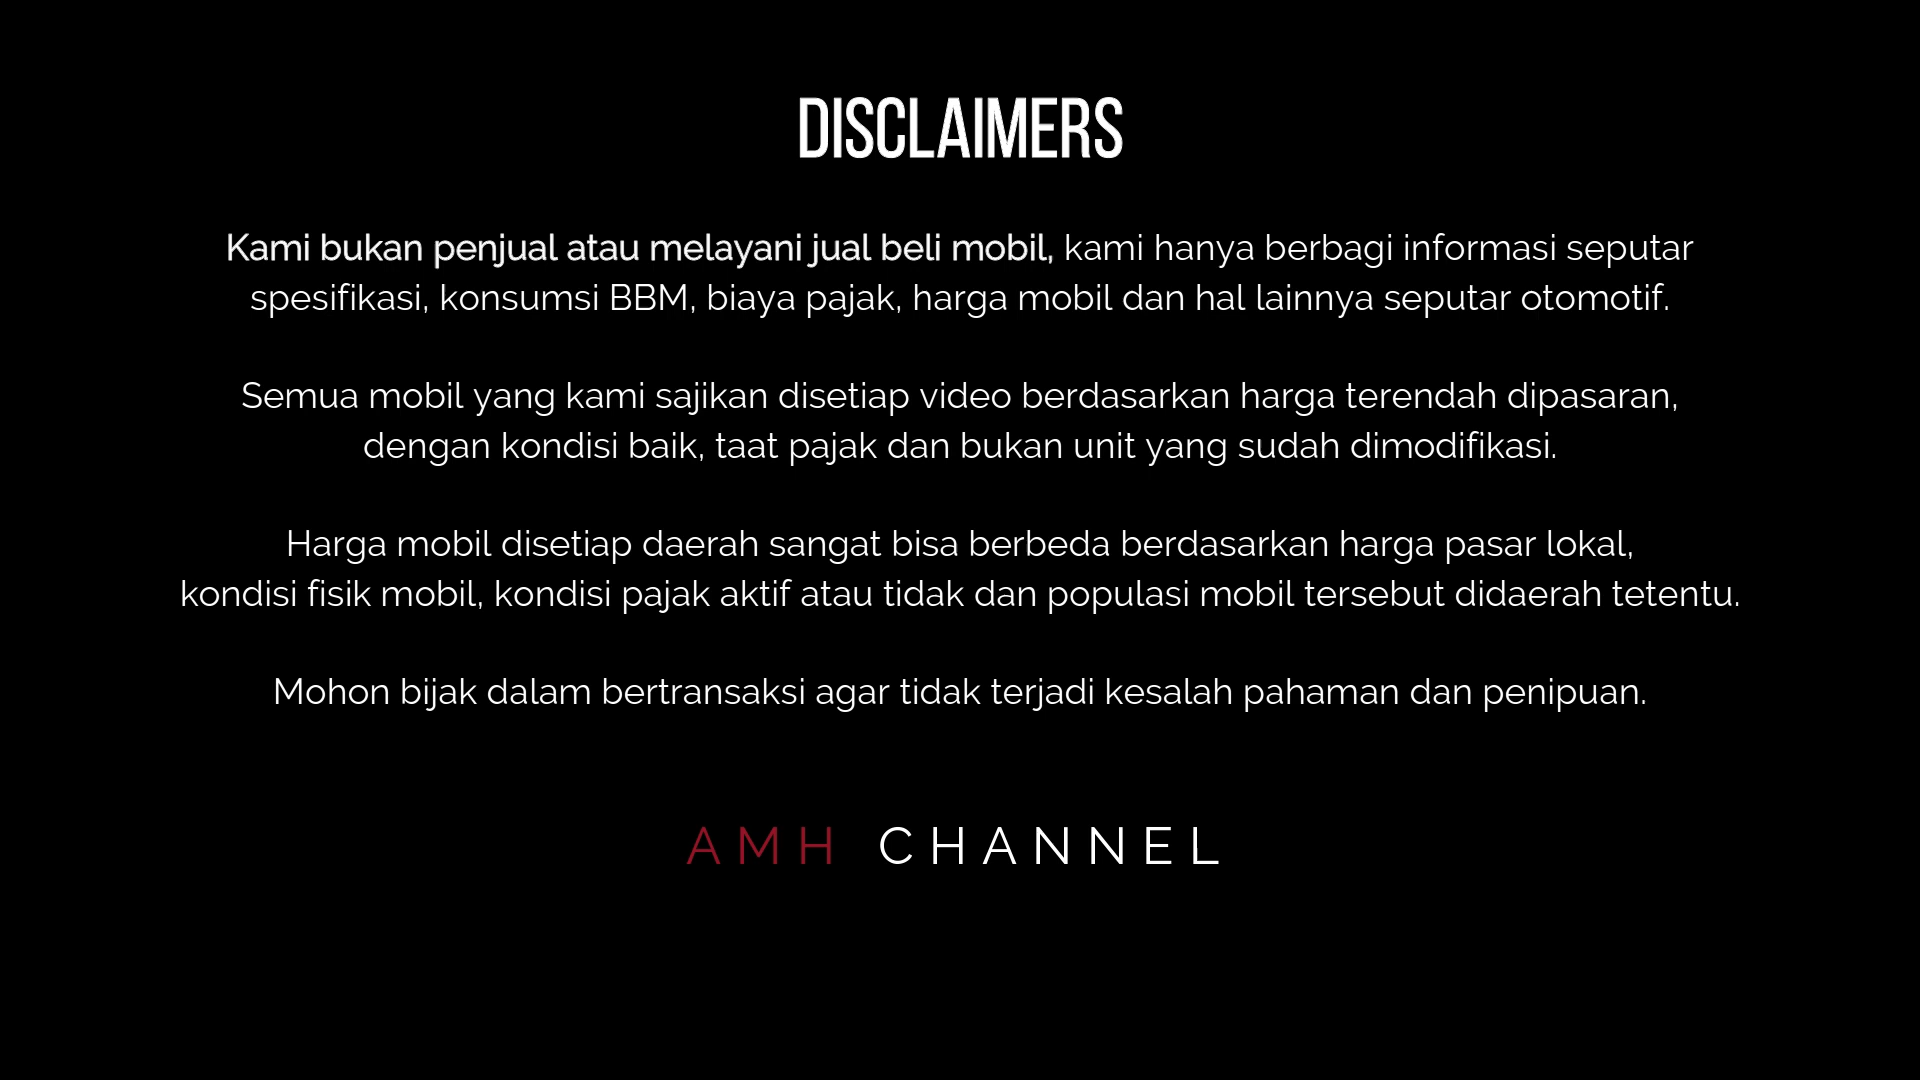 DISCLAIMERS
Kami bukan penjual atau melayani jual beli mobil, kami hanya berbagi informasi seputar
spesifikasi, konsumsi BBM, biaya pajak, harga mobil dan hal lainnya seputar otomotif.
Semua mobil yang kami sajikan disetiap video berdasarkan harga terendah dipasaran,
dengan kondisi baik, taat pajak dan bukan unit yang sudah dimodifikasi.
Harga mobil disetiap daerah sangat bisa berbeda berdasarkan harga pasar lokal,
kondisi fisik mobil, kondisi pajak aktif atau tidak dan populasi mobil tersebut didaerah tetentu.
Mohon bijak dalam bertransaksi agar tidak terjadi kesalah pahaman dan penipuan.
AMH CHANNEL